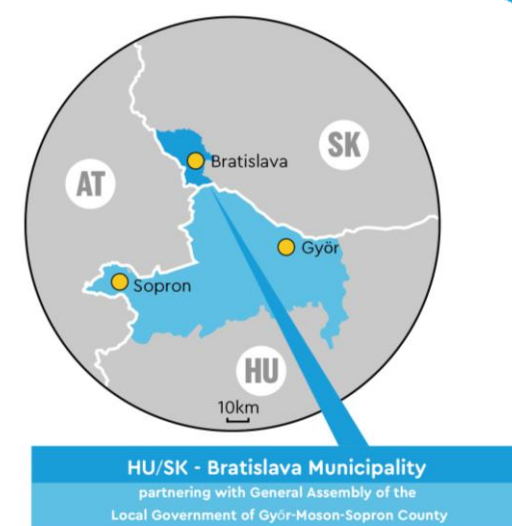 SK
Bratislava
AT
Györ
Sopron
HU
10km
HU/SK - Bratislava Municipality
partnering with General Assembly of the
Local Government of Győr-Moson-Sopron County